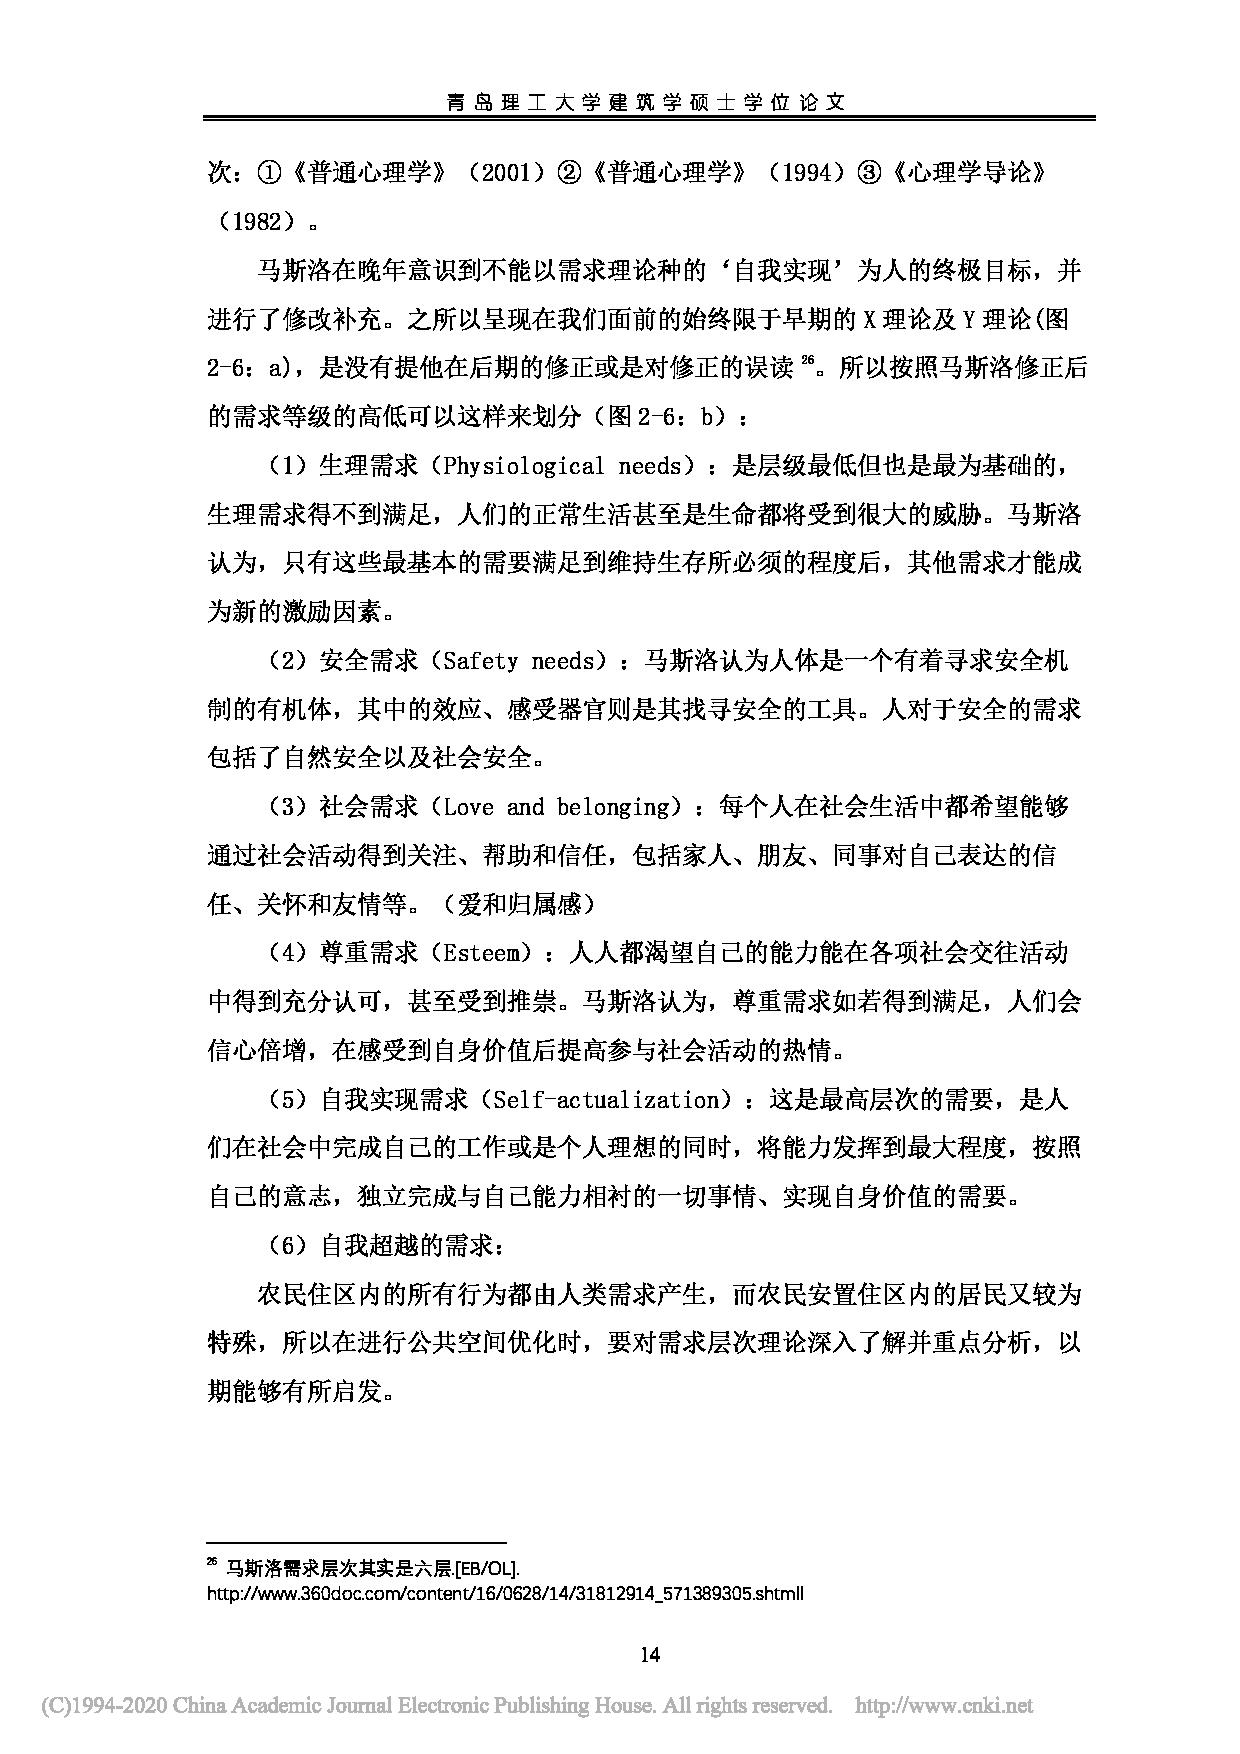 青岛理工大学建筑学硕士学位论文
次：①《普通心理学》（2001）②《普通心理学》（1994）③《心理学导论》
（1982）。
马斯洛在晚年意识到不能以需求理论种的‘自我实现’为人的终极目标，并
进行了修改补充。之所以呈现在我们面前的始终限于早期的 X 理论及 Y 理论(图
2-6：a)，是没有提他在后期的修正或是对修正的误读 26。所以按照马斯洛修正后
的需求等级的高低可以这样来划分（图 2-6：b）：
（1）生理需求（Physiological needs）：是层级最低但也是最为基础的，
生理需求得不到满足，人们的正常生活甚至是生命都将受到很大的威胁。马斯洛
认为，只有这些最基本的需要满足到维持生存所必须的程度后，其他需求才能成
为新的激励因素。
（2）安全需求（Safety needs）：马斯洛认为人体是一个有着寻求安全机
制的有机体，其中的效应、感受器官则是其找寻安全的工具。人对于安全的需求
包括了自然安全以及社会安全。
（3）社会需求（Love and belonging）：每个人在社会生活中都希望能够
通过社会活动得到关注、帮助和信任，包括家人、朋友、同事对自己表达的信
任、关怀和友情等。（爱和归属感）
（4）尊重需求（Esteem）：人人都渴望自己的能力能在各项社会交往活动
中得到充分认可，甚至受到推崇。马斯洛认为，尊重需求如若得到满足，人们会
信心倍增，在感受到自身价值后提高参与社会活动的热情。
（5）自我实现需求（Self-actualization）：这是最高层次的需要，是人
们在社会中完成自己的工作或是个人理想的同时，将能力发挥到最大程度，按照
自己的意志，独立完成与自己能力相衬的一切事情、实现自身价值的需要。
（6）自我超越的需求：
农民住区内的所有行为都由人类需求产生，而农民安置住区内的居民又较为
特殊，所以在进行公共空间优化时，要对需求层次理论深入了解并重点分析，以
期能够有所启发。
26 马斯洛需求层次其实是六层.[EB/OL].
http://www.360doc.com/content/16/0628/14/31812914_571389305.shtmll
14
(C)1994-2020 China Academic Journal Electronic Publishing House. All rights reserved. http://www.cnki.net